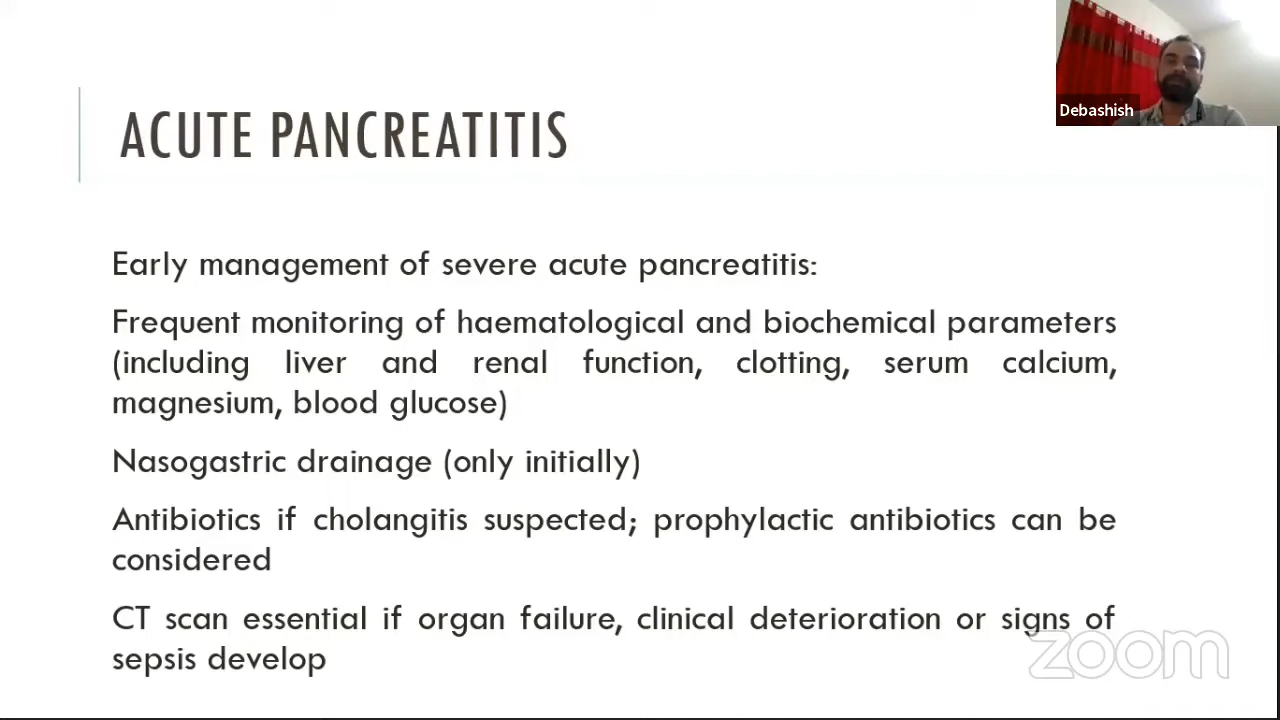 Debashish
ACUTE PANCREATITIS
Early management of severe acute pancreatitis:
Frequent monitoring of haematological and biochemical parameters
(including liver and renal function, clotting, serum calcium,
magnesium, blood glucose)
Nasogastric drainage (only initially)
Antibiotics if cholangitis suspected; prophylactic antibiotics can be
considered
CT scan essential if organ failure, clinical deterioration or signs of
sepsis develop
zoom